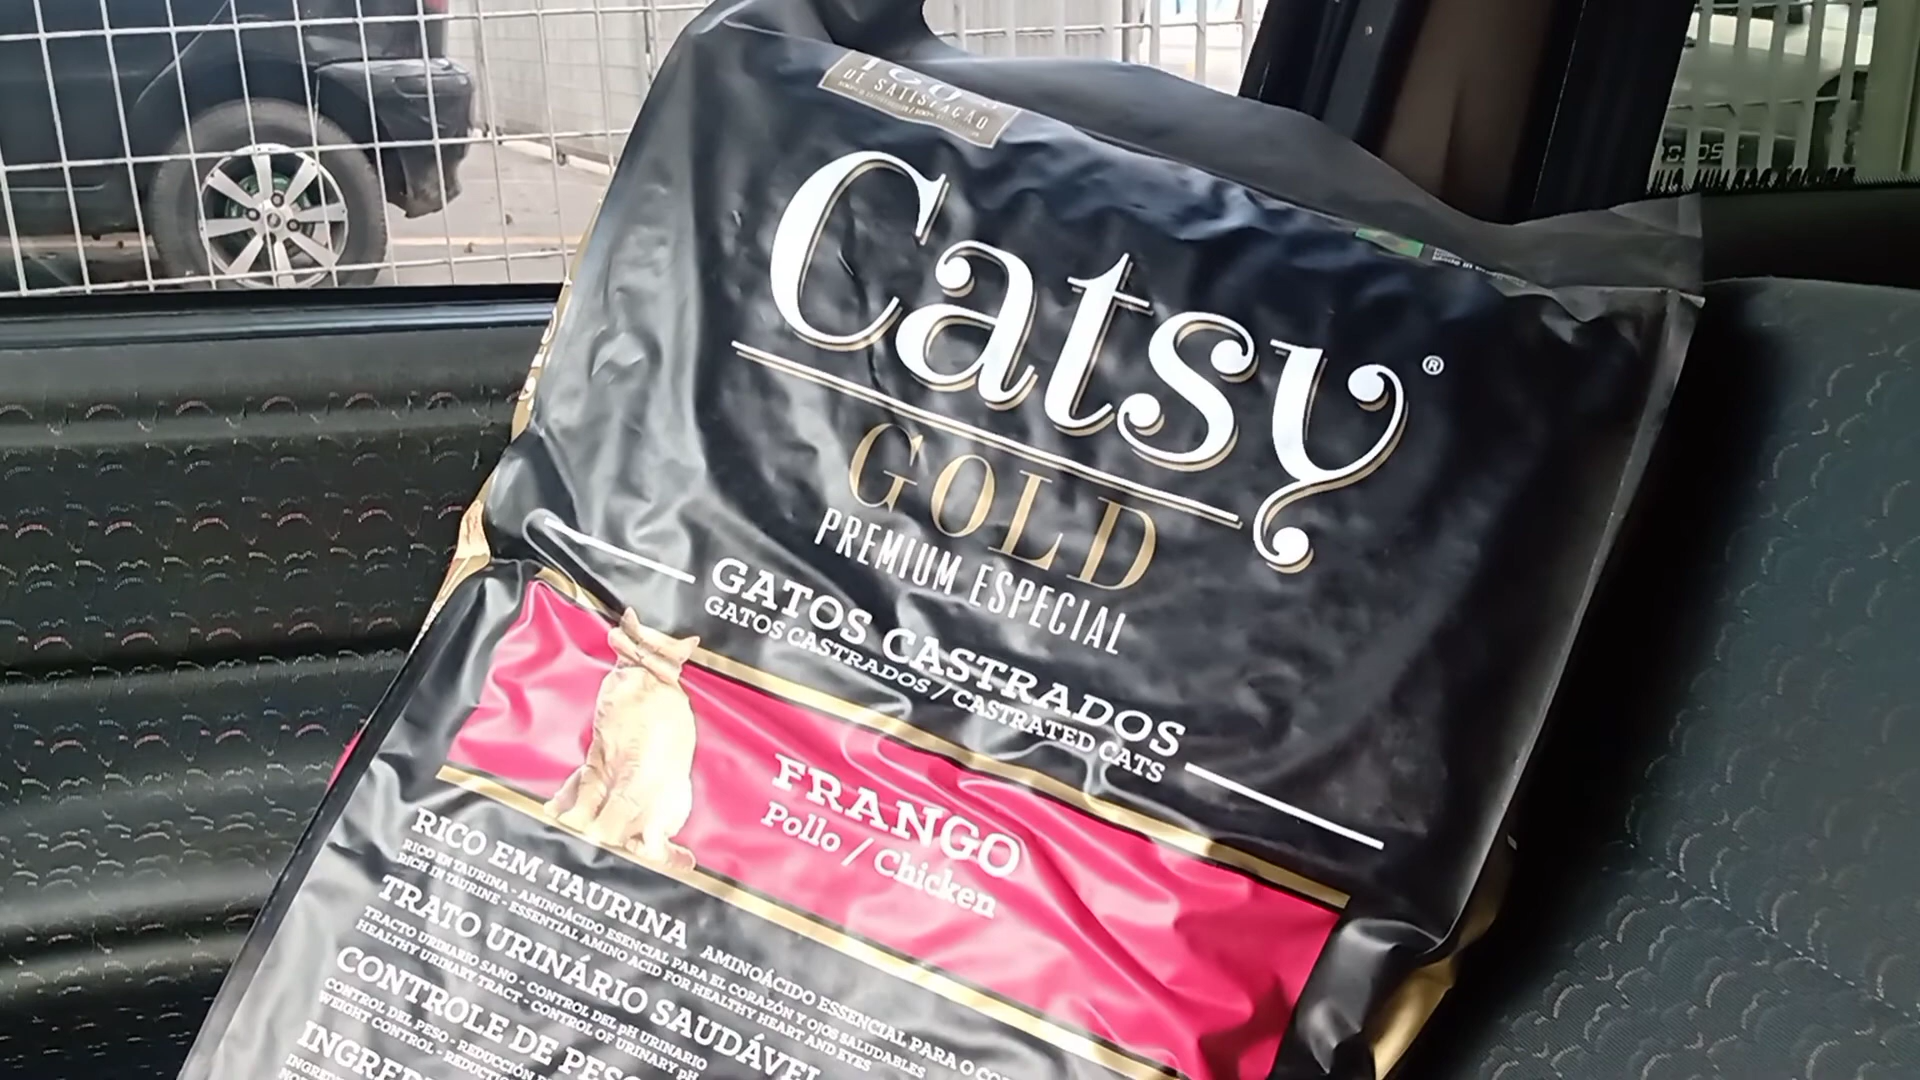 DE SATISFAÇÃO
Catsy®
GOLD
PREMIUM ESPECIAL
GATOS CASTRADOS
GATOS CASTRADOS / CASTRATED CATS
FRANGO
Pollo / Chicken
RICO EM TAURINA AMINOÁCIDO ESSENCIAL PARA O
RICO EN TAURINA - AMINOÁCIDO ESENCIAL PARA EL CORAZÓN Y OJOS SALUDABLES
RICH IN TAURINE - ESSENTIAL AMINO ACID FOR HEALTHY HEART AND EYES
TRATO URINÁRIO SAUDÁVEL
TRACTO URINARIO SANO - CONTROL DEL pH URINARIO
HEALTHY URINARY TRACT - CONTROL OF URINARY pH
CONTROLE DE
CONTROL DEL PESO - REDUCCIÓN
WEIGHT CONTROL -